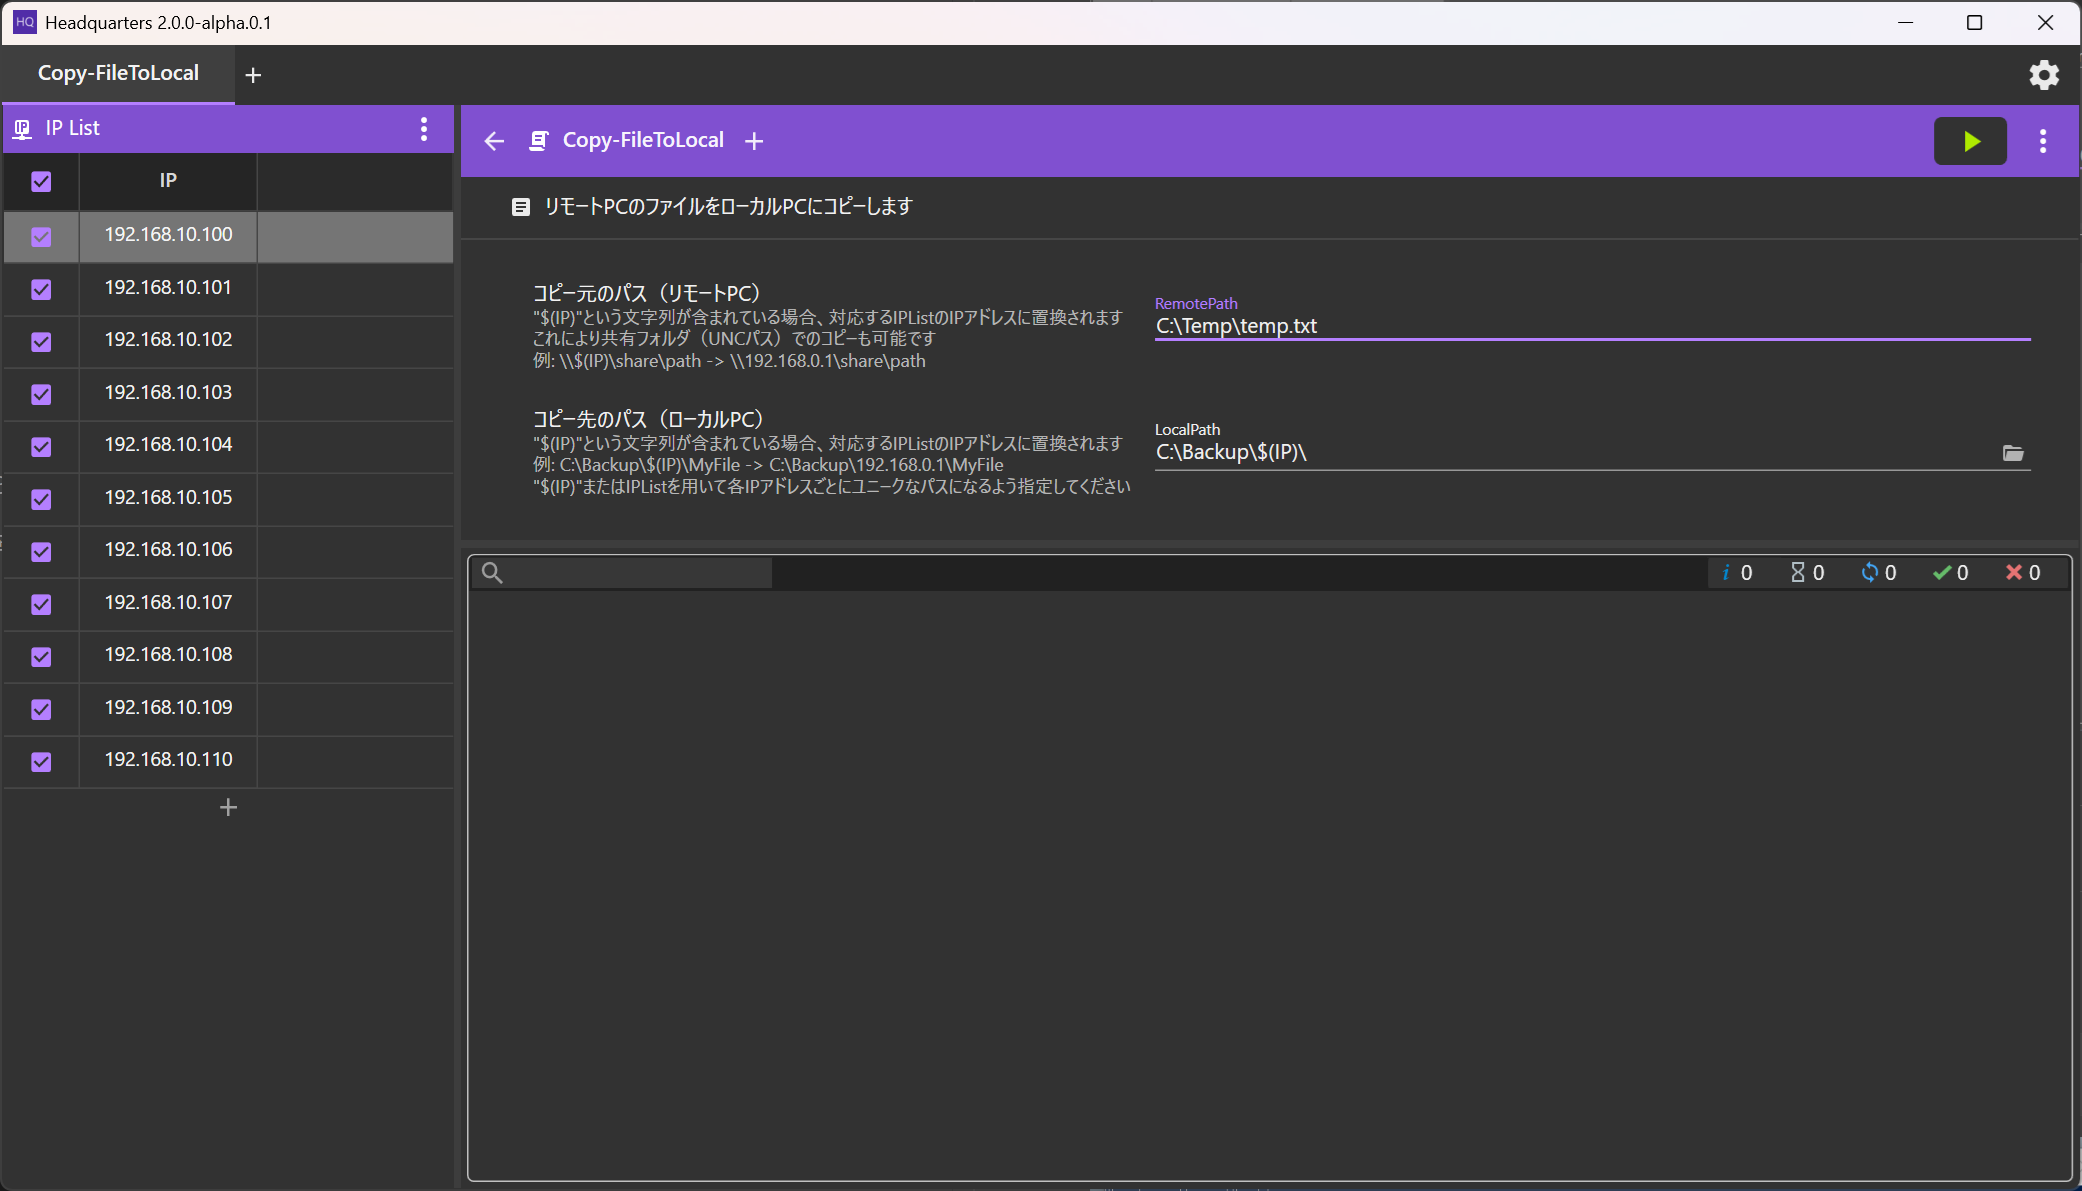 HQ Headquarters 2.0.0-alpha.0.1
Copy-FileToLocal
IP List
IP
192.168.10.100
192.168.10.101
192.168.10.102
192.168.10.103
192.168.10.104
192.168.10.105
192.168.10.106
192.168.10.107
192.168.10.108
192.168.10.109
192.168.10.110
Copy-FileToLocal
リモートPCのファイルをローカルPCにコピーします
コピー元のパス（リモートPC）
"$(IP)"という文字列が含まれている場合、対応するIPListのIPアドレスに置換されます
これにより共有フォルダ（UNCパス）でのコピーも可能です
例: \\$(IP)\share\path -> \\192.168.0.1\share\path
RemotePath
C:\Temp\temp.txt
コピー先のパス（ローカルPC）
"$(IP)"という文字列が含まれている場合、対応するIPListのIPアドレスに置換されます
例: C:\Backup\$(IP)\MyFile -> C:\Backup\192.168.0.1\MyFile
"$(IP)"またはIPListを用いて各IPアドレスごとにユニークなパスになるよう指定してください
LocalPath
C:\Backup\$(IP)\
0 0 0 0 0